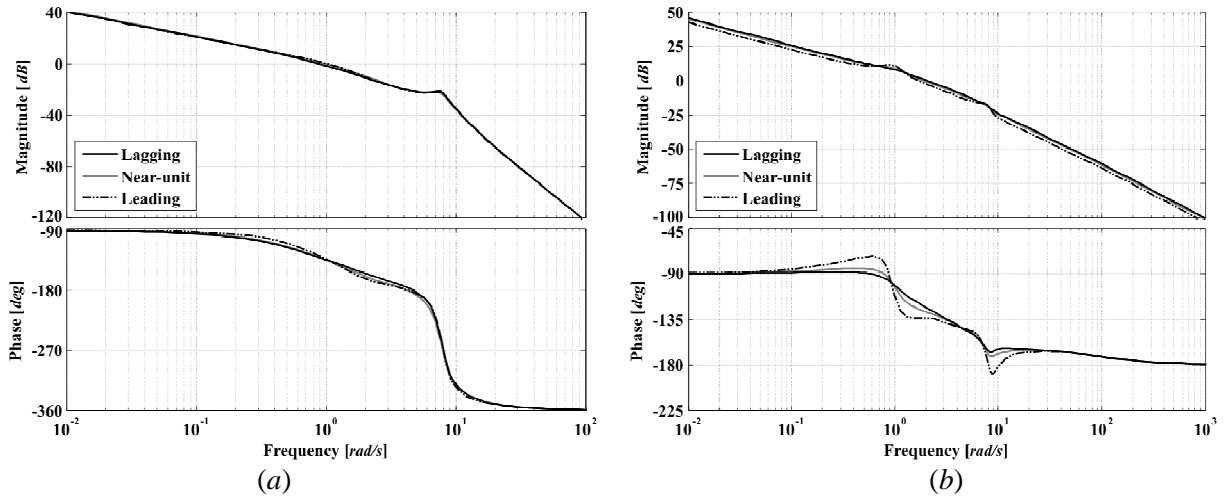 40
0
-40
-80
-120
Magnitude [dB]
Lagging
Near-unit
Leading
-90
-180
-270
-360
Phase [deg]
10^-2 10^-1 10^0 10^1 10^2
Frequency [rad/s]
(a)
50
25
0
-25
-50
-75
-100
Magnitude [dB]
Lagging
Near-unit
Leading
-45
-90
-135
-180
-225
Phase [deg]
10^-2 10^-1 10^0 10^1 10^2 10^3
Frequency [rad/s]
(b)